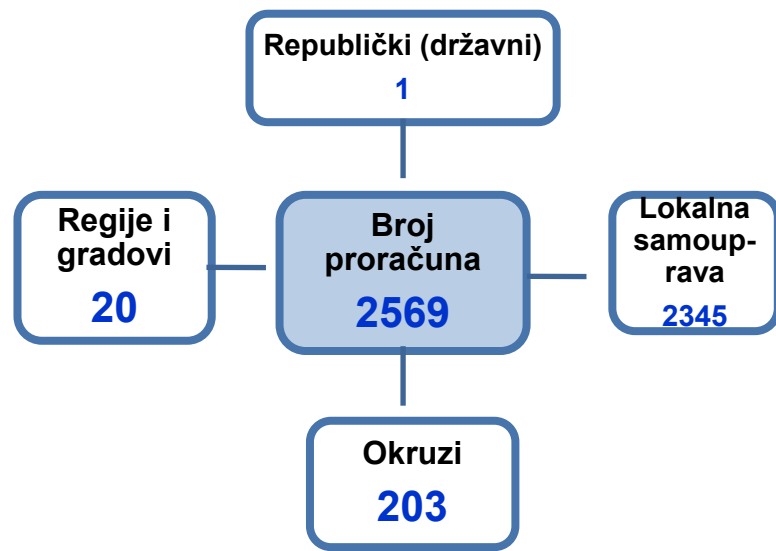 Republički (državni)
1
Regije i
gradovi
20
Broj
proračuna
2569
Lokalna
samoup-
rava
2345
Okruzi
203